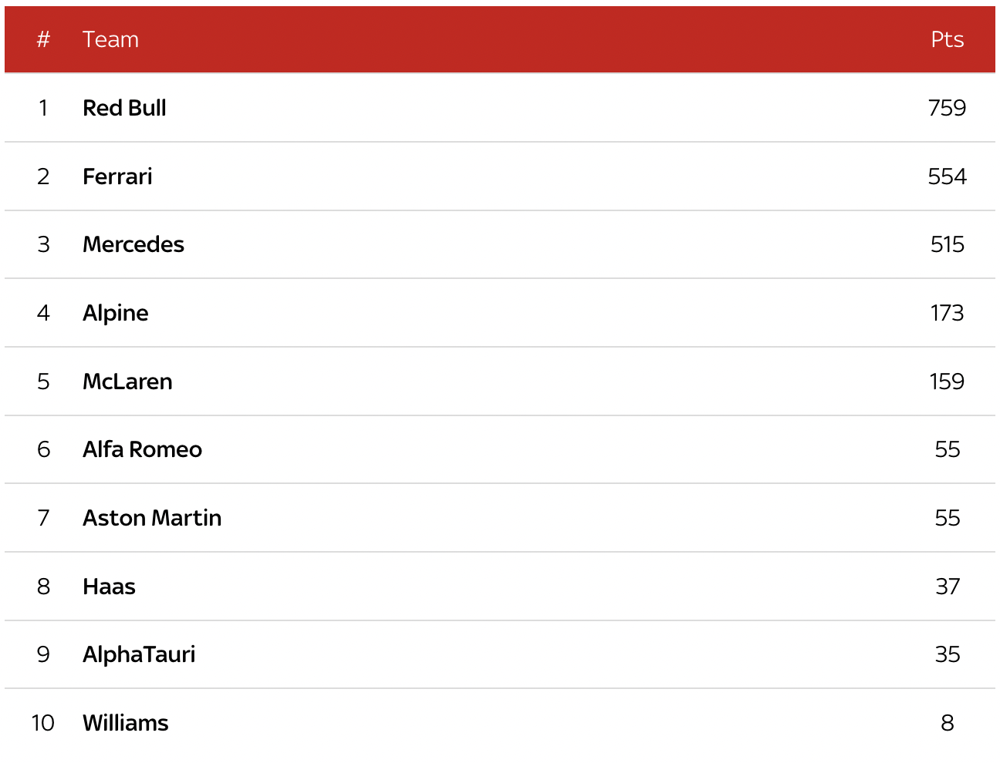 # Team Pts
1 Red Bull 759
2 Ferrari 554
3 Mercedes 515
4 Alpine 173
5 McLaren 159
6 Alfa Romeo 55
7 Aston Martin 55
8 Haas 37
9 AlphaTauri 35
10 Williams 8